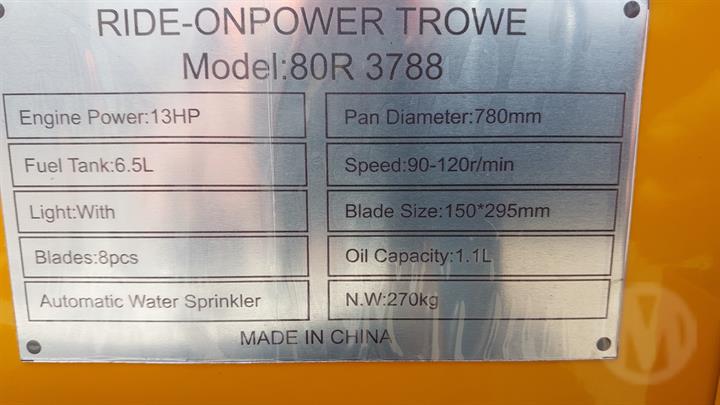 RIDE-ONPOWER TROWE
Model:80R 3788
Engine Power:13HP
Pan Diameter:780mm
Fuel Tank:6.5L
Speed:90-120r/min
Light:With
Blade Size:150*295mm
Blades:8pcs
Oil Capacity:1.1L
Automatic Water Sprinkler
N.W:270kg
MADE IN CHINA